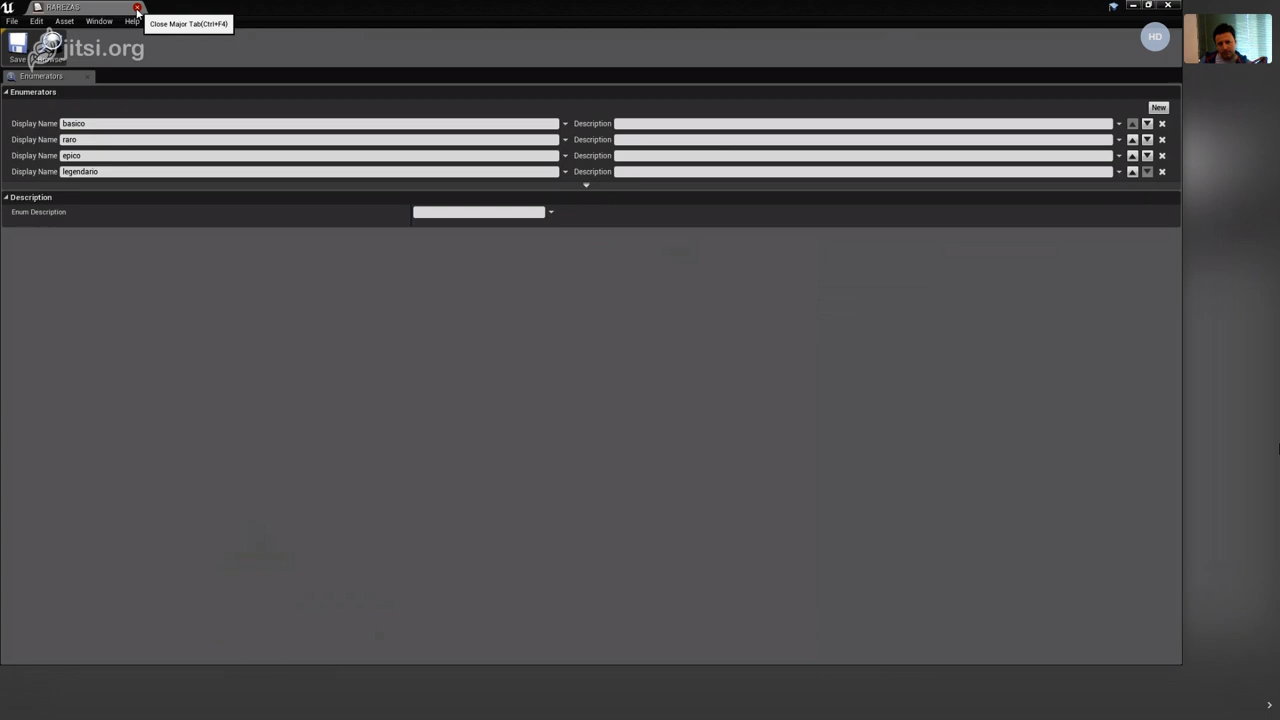 RAREZAS
File Edit Asset Window Help
Close Major Tab(Ctrl+F4)
jitsi.org
HD
Save
Enumerators
Enumerators
New
Display Name basico Description
Display Name raro Description
Display Name epico Description
Display Name legendario Description
Description
Enum Description